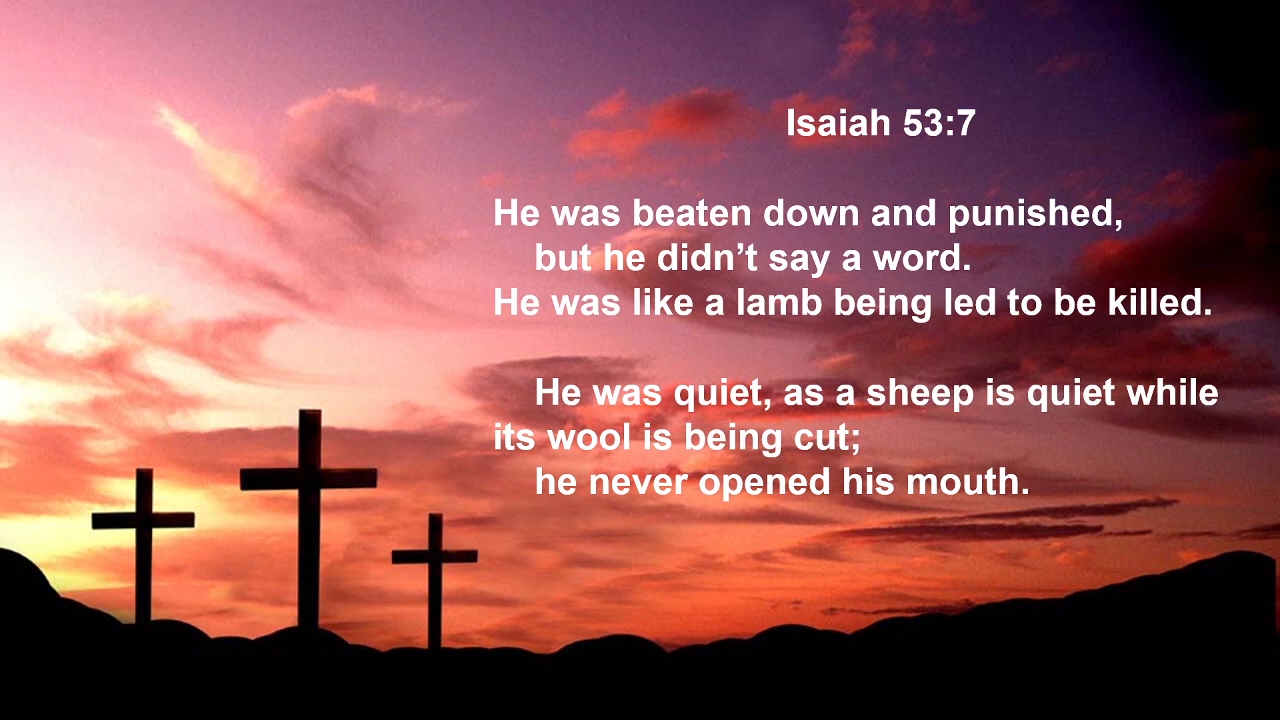 Isaiah 53:7
He was beaten down and punished,
but he didn’t say a word.
He was like a lamb being led to be killed.
He was quiet, as a sheep is quiet while
its wool is being cut;
he never opened his mouth.